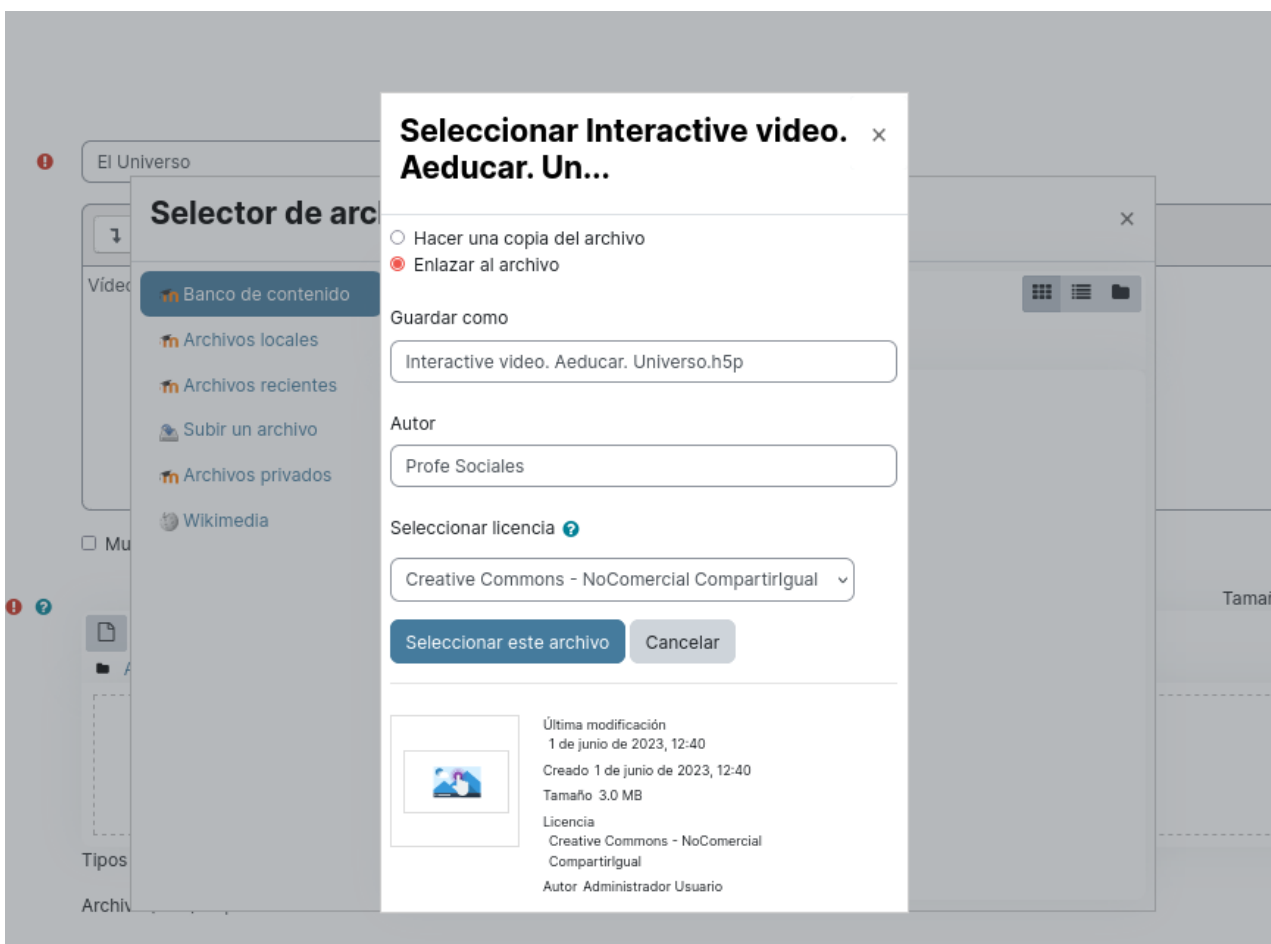 El Universo
Selector de arc
Vídeo
Banco de contenido
Archivos locales
Archivos recientes
Subir un archivo
Archivos privados
Wikimedia
Mu
Tamañ
Tipos
Archiv
Seleccionar Interactive video.
Aeducar. Un...
Hacer una copia del archivo
Enlazar al archivo
Guardar como
Interactive video. Aeducar. Universo.h5p
Autor
Profe Sociales
Seleccionar licencia
Creative Commons - NoComercial CompartirIgual
Seleccionar este archivo Cancelar
Última modificación
1 de junio de 2023, 12:40
Creado 1 de junio de 2023, 12:40
Tamaño 3.0 MB
Licencia
Creative Commons - NoComercial
CompartirIgual
Autor Administrador Usuario